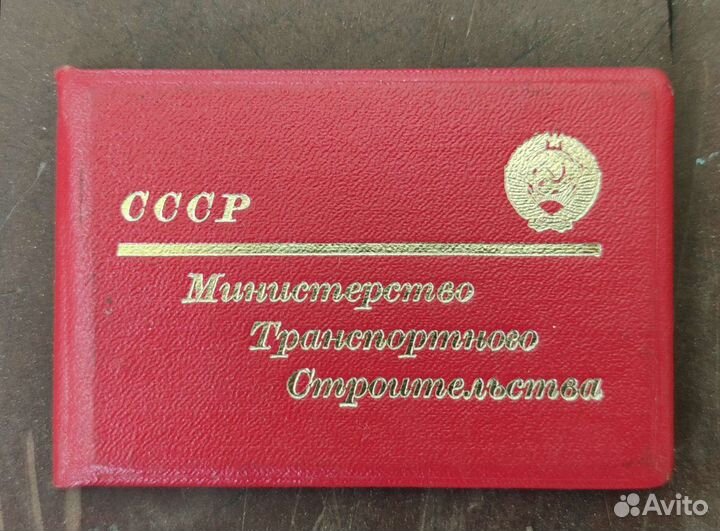 СССР
Министерство
Транспортного
Строительства
Avito